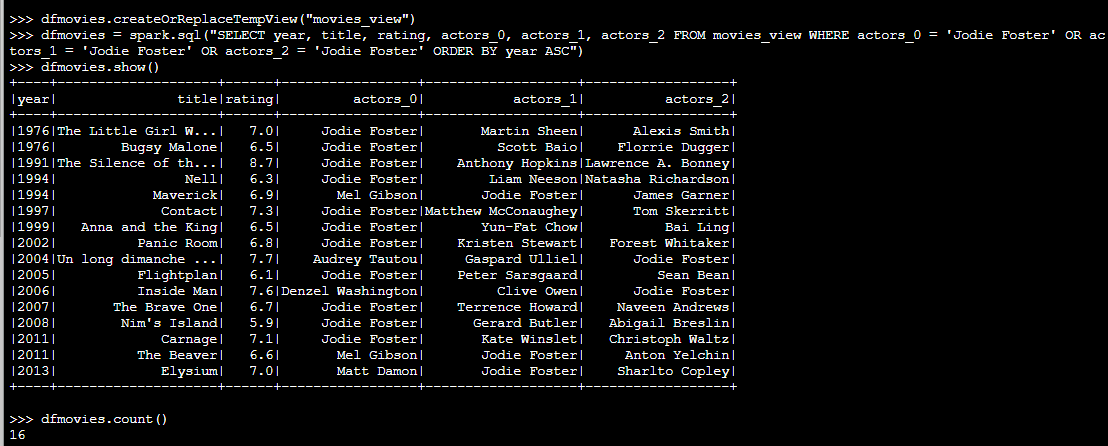 >>> dfmovies.createOrReplaceTempView("movies_view")
>>> dfmovies = spark.sql("SELECT year, title, rating, actors_0, actors_1, actors_2 FROM movies_view WHERE actors_0 = 'Jodie Foster' OR ac
tors_1 = 'Jodie Foster' OR actors_2 = 'Jodie Foster' ORDER BY year ASC")
>>> dfmovies.show()
+----+--------------------+------+-----------------+-------------------+------------------+
|year|               title|rating|         actors_0|           actors_1|          actors_2|
+----+--------------------+------+-----------------+-------------------+------------------+
|1976|The Little Girl W...|   7.0|     Jodie Foster|       Martin Sheen|      Alexis Smith|
|1976|        Bugsy Malone|   6.5|     Jodie Foster|         Scott Baio|    Florrie Dugger|
|1991|The Silence of th...|   8.7|     Jodie Foster|    Anthony Hopkins|Lawrence A. Bonney|
|1994|                Nell|   6.3|     Jodie Foster|        Liam Neeson|Natasha Richardson|
|1994|            Maverick|   6.9|       Mel Gibson|       Jodie Foster|      James Garner|
|1997|             Contact|   7.3|     Jodie Foster|Matthew McConaughey|      Tom Skerritt|
|1999|   Anna and the King|   6.5|     Jodie Foster|       Yun-Fat Chow|          Bai Ling|
|2002|          Panic Room|   6.8|     Jodie Foster|    Kristen Stewart|   Forest Whitaker|
|2004|Un long dimanche ...|   7.7|    Audrey Tautou|    Gaspard Ulliel|      Jodie Foster|
|2005|          Flightplan|   6.1|     Jodie Foster|    Peter Sarsgaard|         Sean Bean|
|2006|          Inside Man|   7.6|Denzel Washington|         Clive Owen|      Jodie Foster|
|2007|       The Brave One|   6.7|     Jodie Foster|    Terrence Howard|    Naveen Andrews|
|2008|        Nim's Island|   5.9|     Jodie Foster|      Gerard Butler|   Abigail Breslin|
|2011|             Carnage|   7.1|     Jodie Foster|       Kate Winslet|   Christoph Waltz|
|2011|          The Beaver|   6.6|       Mel Gibson|       Jodie Foster|     Anton Yelchin|
|2013|             Elysium|   7.0|       Matt Damon|       Jodie Foster|    Sharlto Copley|
+----+--------------------+------+-----------------+-------------------+------------------+
>>> dfmovies.count()
16